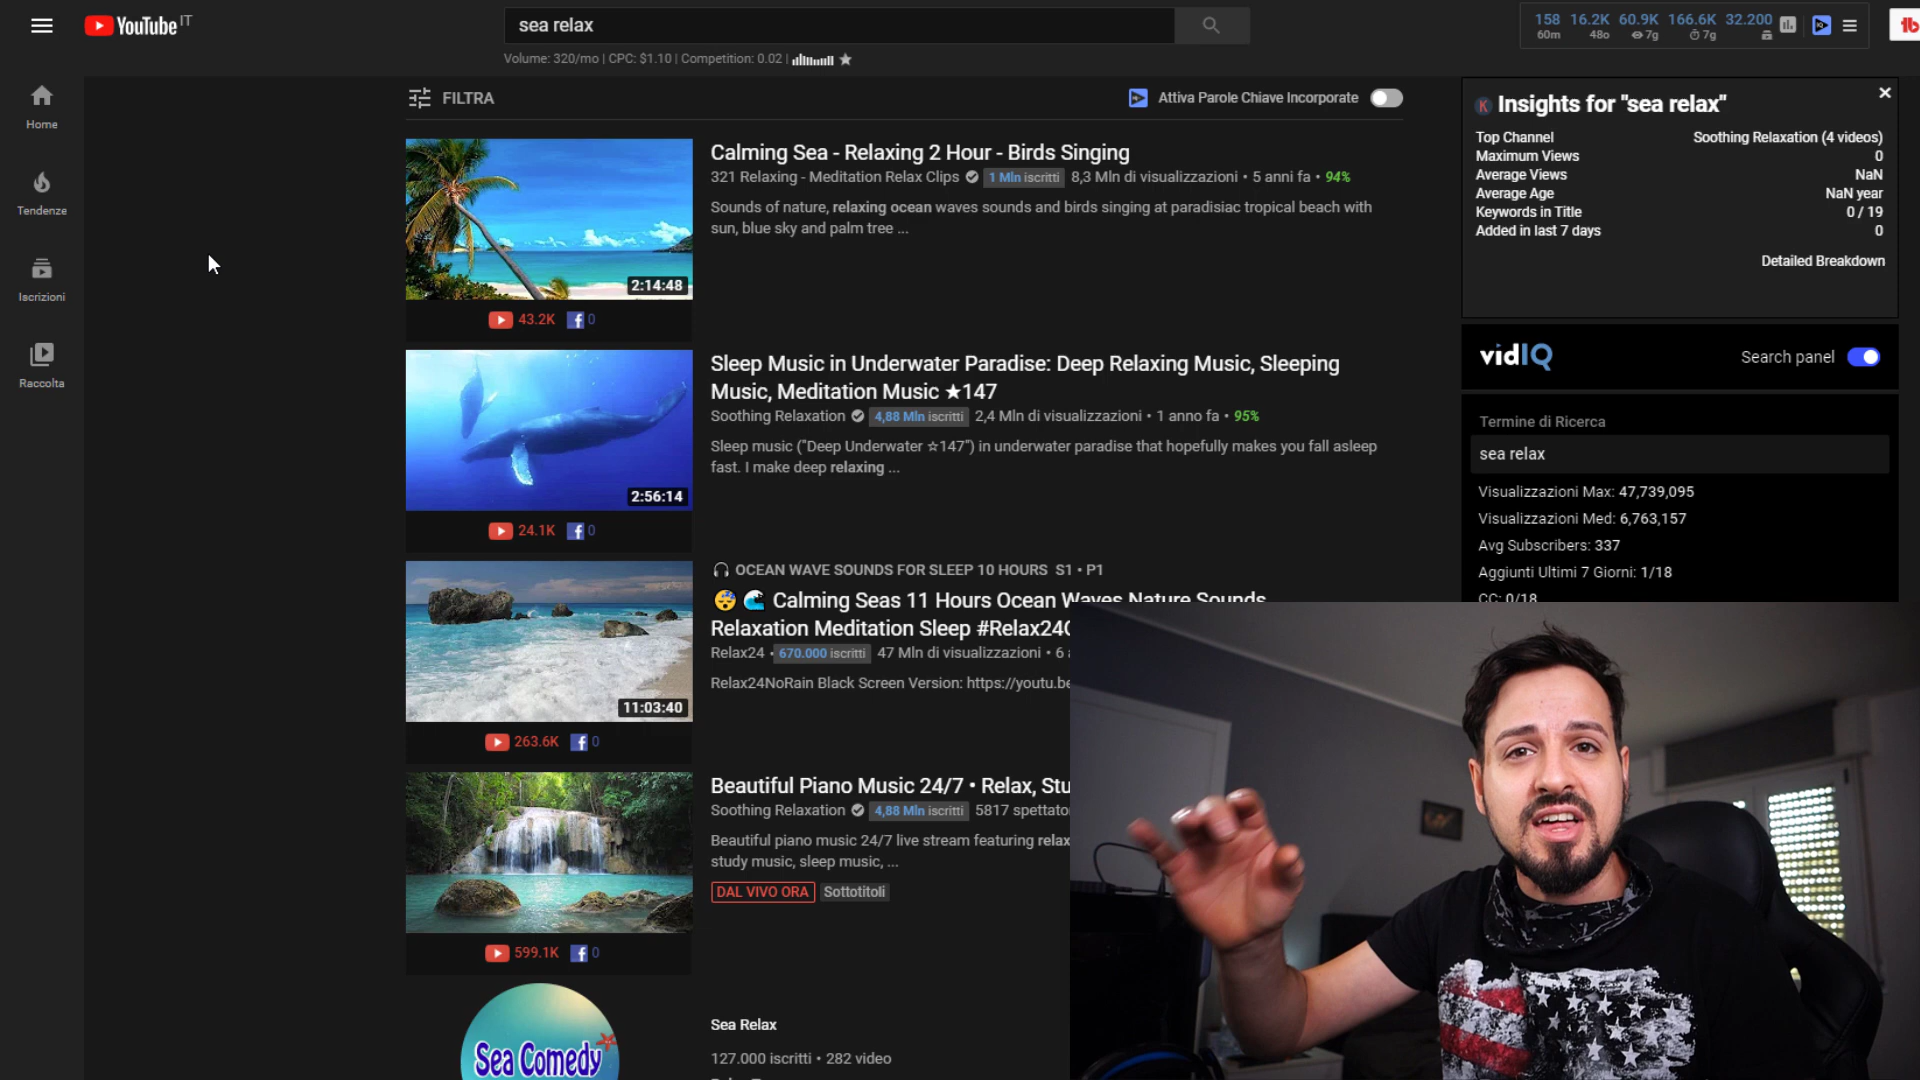 YouTube IT
sea relax
Volume: 320/mo | CPC: $1.10 | Competition: 0.02 |
158 16.2K 60.9K 166.6K 32.200
60m 48o 7g 7g
Home
Tendenze
Iscrizioni
Raccolta
FILTRA
Attiva Parole Chiave Incorporate
Calming Sea - Relaxing 2 Hour - Birds Singing
321 Relaxing - Meditation Relax Clips 1 Mln iscritti 8,3 Mln di visualizzazioni • 5 anni fa • 94%
Sounds of nature, relaxing ocean waves sounds and birds singing at paradisiac tropical beach with
sun, blue sky and palm tree ...
2:14:48
43.2K 0
Sleep Music in Underwater Paradise: Deep Relaxing Music, Sleeping
Music, Meditation Music ★147
Soothing Relaxation 4,88 Mln iscritti 2,4 Mln di visualizzazioni • 1 anno fa • 95%
Sleep music ("Deep Underwater ☆147") in underwater paradise that hopefully makes you fall asleep
fast. I make deep relaxing ...
2:56:14
24.1K 0
OCEAN WAVE SOUNDS FOR SLEEP 10 HOURS S1 • P1
😴 🌊 Calming Seas 11 Hours Ocean Waves Nature Sounds
Relaxation Meditation Sleep #Relax24
Relax24 • 670.000 iscritti 47 Mln di visualizzazioni • 6
Relax24NoRain Black Screen Version: https://youtu.be
11:03:40
263.6K 0
Beautiful Piano Music 24/7 • Relax, Stu
Soothing Relaxation 4,88 Mln iscritti 5817 spettato
Beautiful piano music 24/7 live stream featuring relax
study music, sleep music, ...
DAL VIVO ORA Sottotitoli
599.1K 0
Sea Comedy
Sea Relax
127.000 iscritti • 282 video
K Insights for "sea relax"
Top Channel Soothing Relaxation (4 videos)
Maximum Views 0
Average Views NaN
Average Age NaN year
Keywords in Title 0 / 19
Added in last 7 days 0
Detailed Breakdown
vidIQ Search panel
Termine di Ricerca
sea relax
Visualizzazioni Max: 47,739,095
Visualizzazioni Med: 6,763,157
Avg Subscribers: 337
Aggiunti Ultimi 7 Giorni: 1/18
CC: 0/18